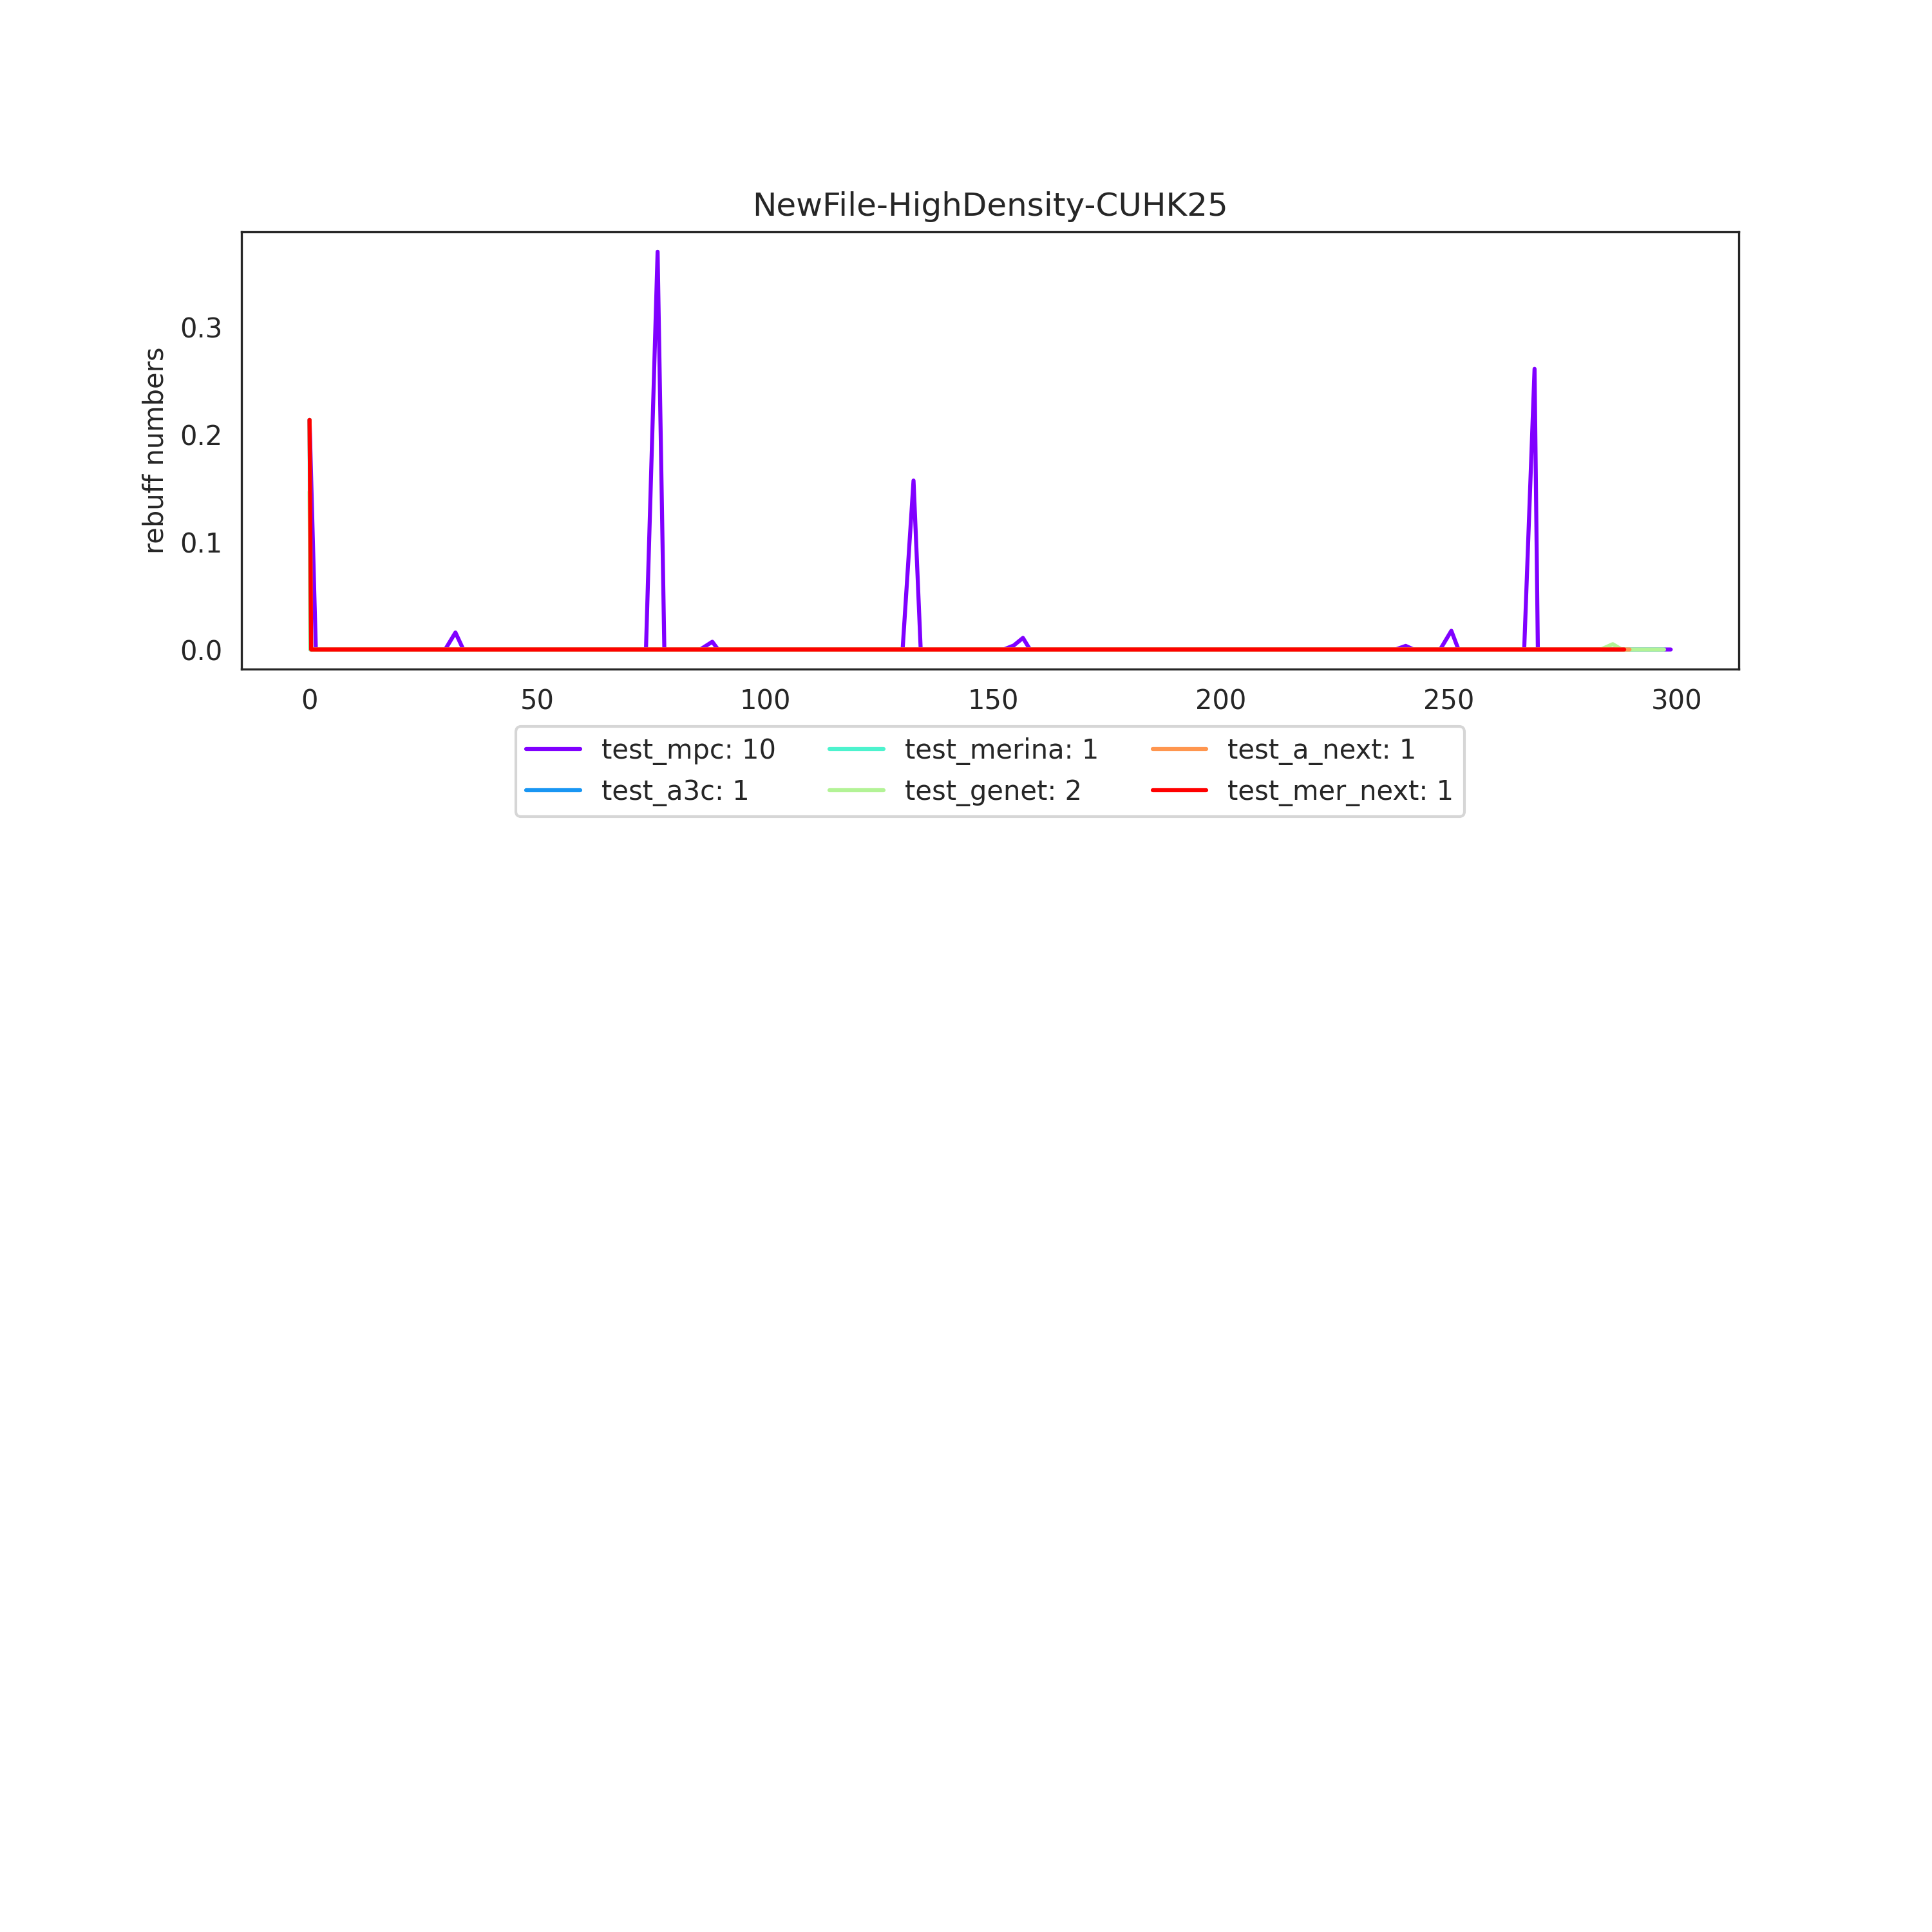 NewFile-HighDensity-CUHK25
rebuff numbers
0.3
0.2
0.1
0.0
0 50 100 150 200 250 300
test_mpc: 10 test_merina: 1 test_a_next: 1
test_a3c: 1 test_genet: 2 test_mer_next: 1